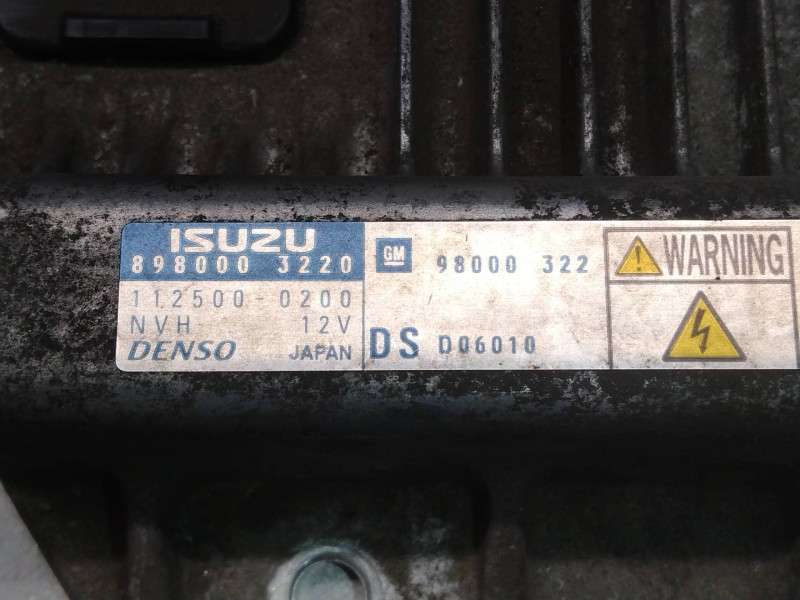 ISUZU
898000 3220
112500-0200
NVH 12V
DENSO JAPAN
GM 98000 322
DS D06010
WARNING